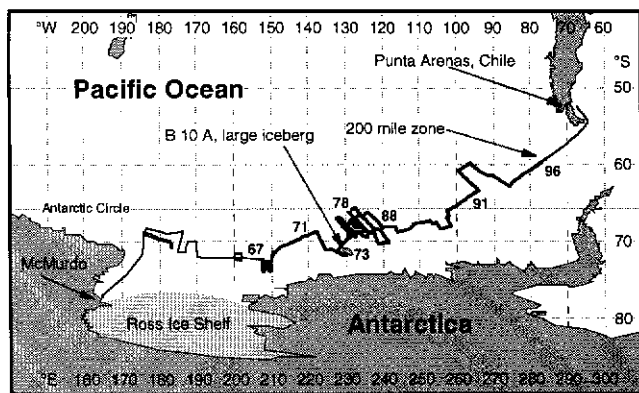 °W 190 180 170 160 150 140 130 120 110 100 90 80 70 60
°S
Punta Arenas, Chile
Pacific Ocean
50
B 10 A, large iceberg
200 mile zone
60
96
78
91
Antarctic Circle
88
71
70
67
73
McMurdo
Ross Ice Shelf
Antarctica
80
°E 160 170 180 190 200 210 220 230 240 250 260 270 280 290 300